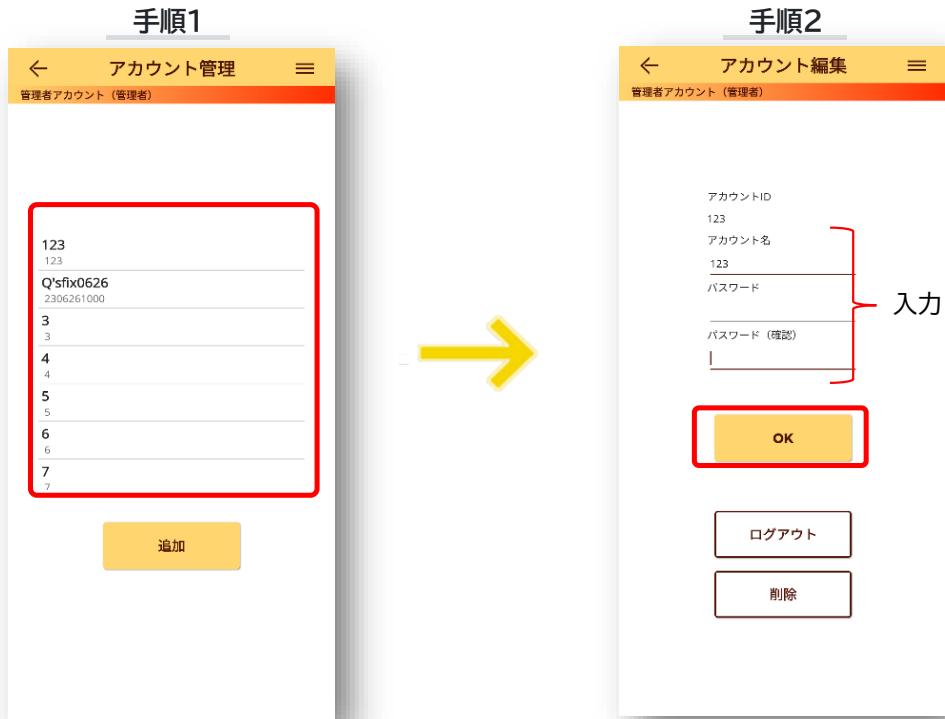 手順1
アカウント管理
管理者アカウント（管理者）
123
123
Q'sfix0626
2306261000
3
3
4
4
5
5
6
6
7
7
追加
手順2
アカウント編集
管理者アカウント（管理者）
アカウントID
123
アカウント名
123
パスワード
パスワード（確認）
入力
OK
ログアウト
削除